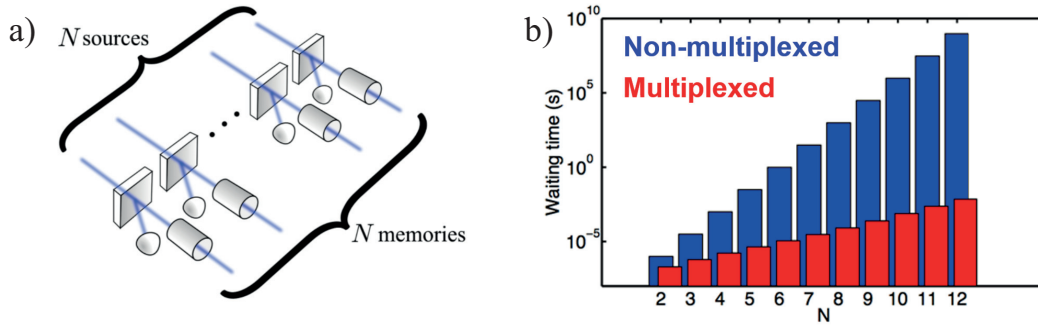 a)
N sources
N memories
b)
Non-multiplexed
Multiplexed
Waiting time (s)
10^10
10^5
10^0
10^−5
2 3 4 5 6 7 8 9 10 11 12
N